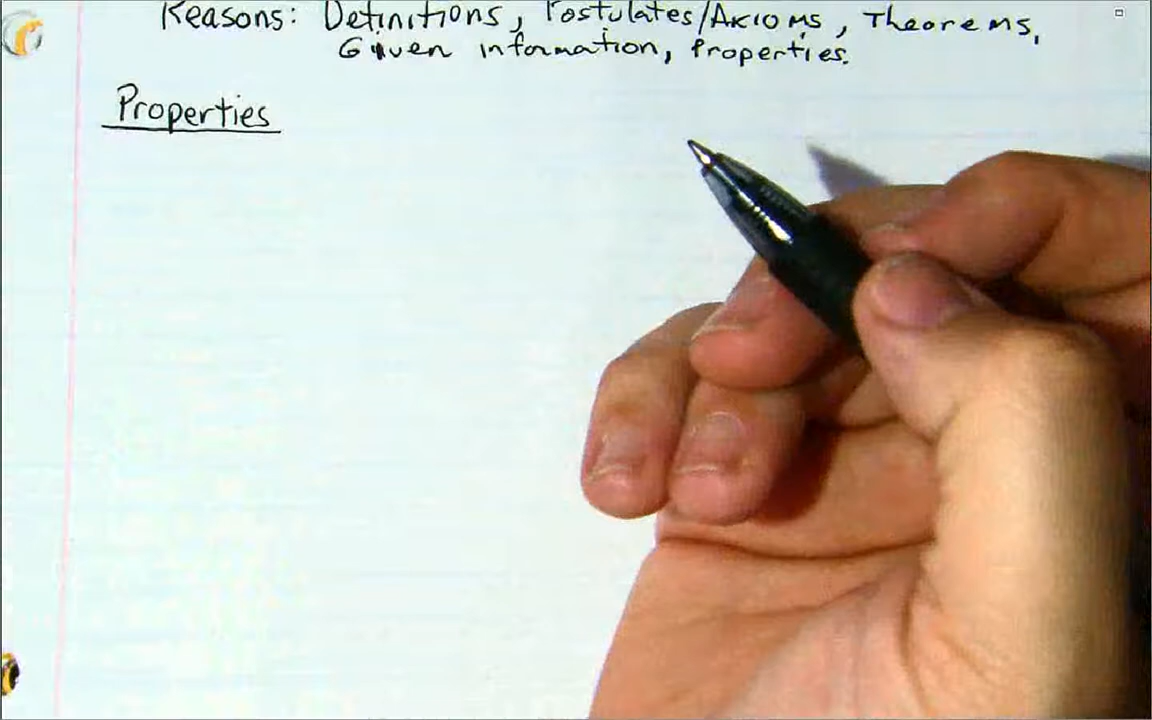 Reasons: Definitions, Postulates/Axioms, Theorems,
Given information, Properties.
Properties